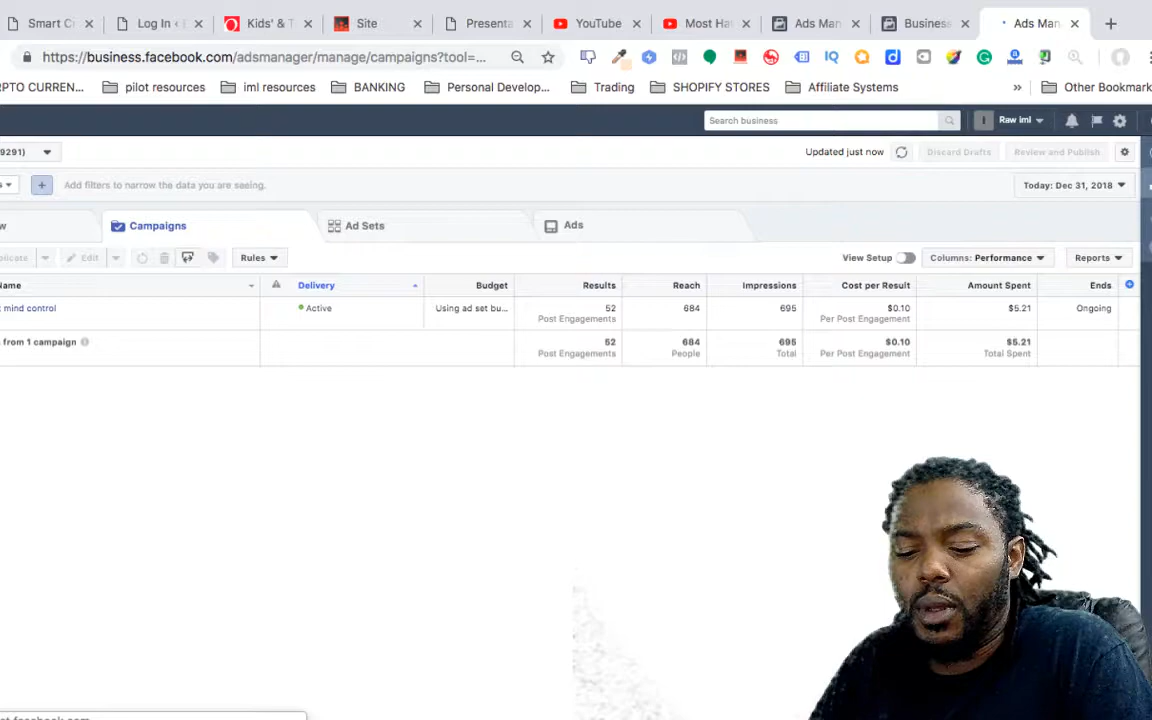 Smart C
Log In ‹
Kids' & T
Site
Presenta
YouTube
Most Ha
Ads Man
Business
Ads Man
https://business.facebook.com/adsmanager/manage/campaigns?tool=...
PTO CURREN...
pilot resources
iml resources
BANKING
Personal Develop...
Trading
SHOPIFY STORES
Affiliate Systems
»
Other Bookmark
Search business
Raw iml
9291)
Updated just now
Discard Drafts
Review and Publish
Add filters to narrow the data you are seeing.
Today: Dec 31, 2018
w
Campaigns
Ad Sets
Ads
plicate
Edit
Rules
View Setup
Columns: Performance
Reports
Name
Delivery
Budget
Results
Reach
Impressions
Cost per Result
Amount Spent
Ends
mind control
Active
Using ad set bu...
52
684
695
$0.10
$5.21
Ongoing
Post Engagements
Per Post Engagement
from 1 campaign
52
684
695
$0.10
$5.21
Post Engagements
People
Total
Per Post Engagement
Total Spent